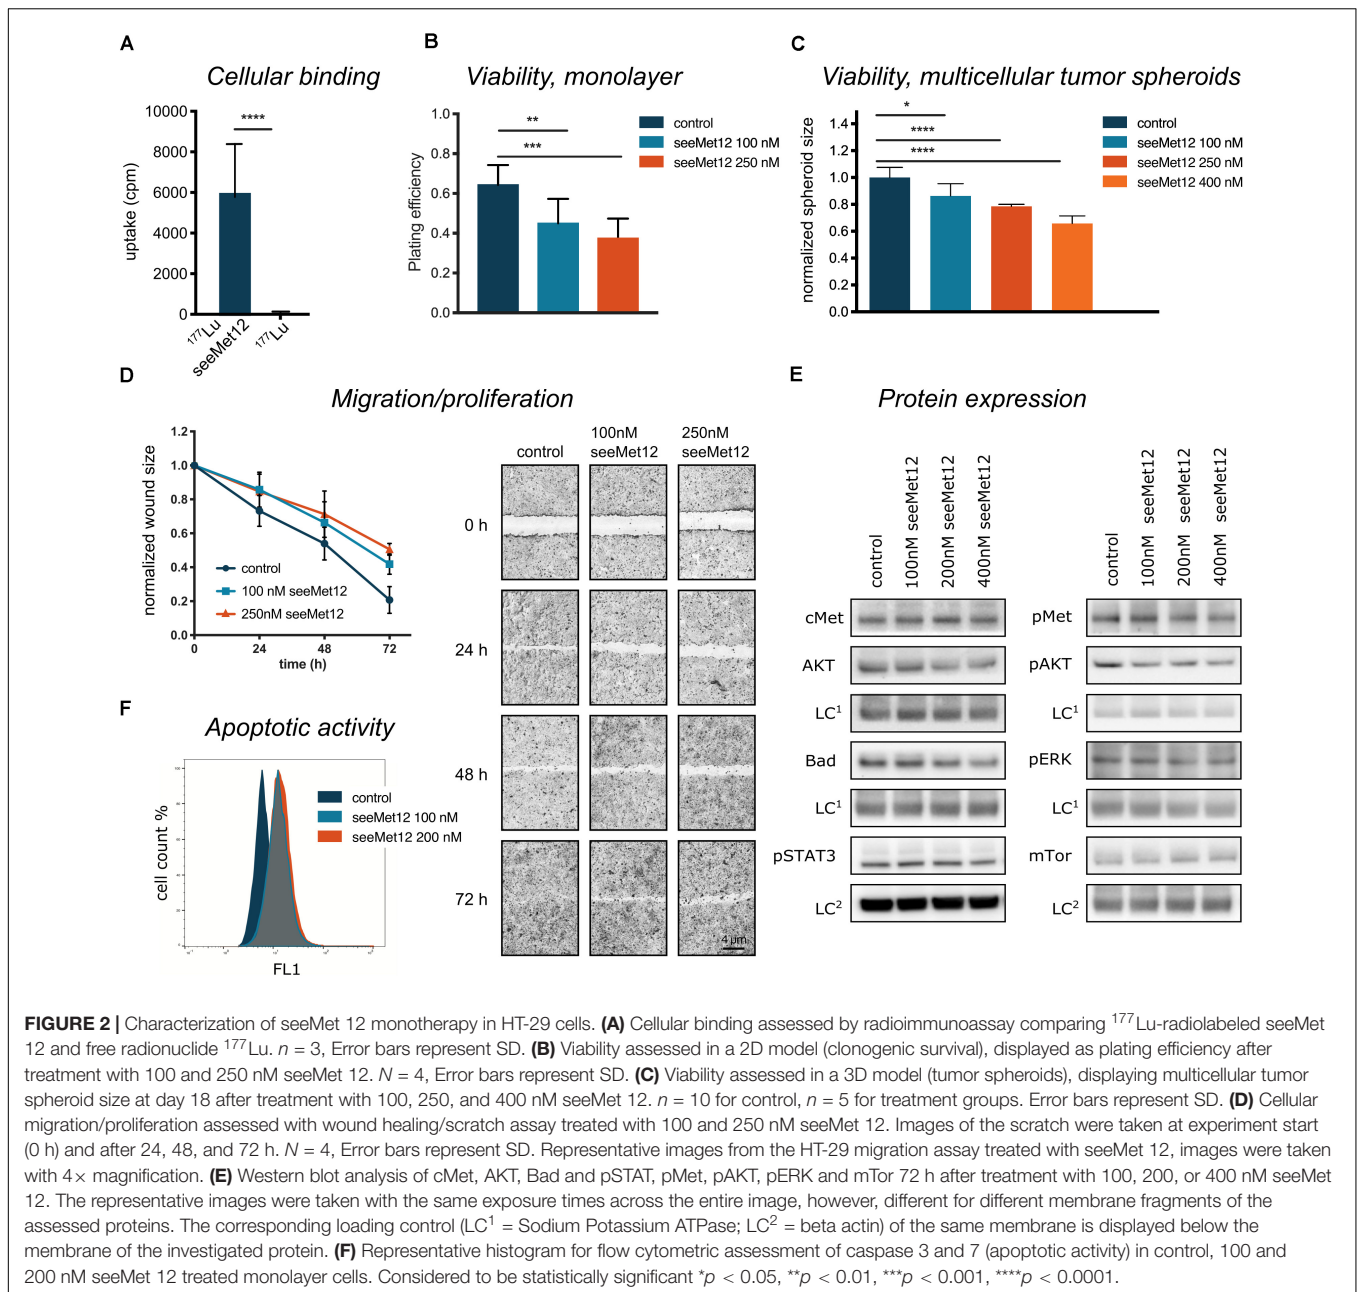 A
Cellular binding
10000
8000
6000
4000
2000
0
uptake (cpm)
****
177Lu
seeMet12
177Lu
B
Viability, monolayer
1.0
0.8
0.6
0.4
0.2
0.0
Plating efficiency
**
***
control
seeMet12 100 nM
seeMet12 250 nM
C
Viability, multicellular tumor spheroids
1.4
1.2
1.0
0.8
0.6
0.4
0.2
0.0
normalized spheroid size
*
****
****
control
seeMet12 100 nM
seeMet12 250 nM
seeMet12 400 nM
D
Migration/proliferation
1.2
1.0
0.8
0.6
0.4
0.2
0.0
normalized wound size
control
100 nM seeMet12
250nM seeMet12
0 24 48 72
time (h)
control
100nM
seeMet12
250nM
seeMet12
0 h
24 h
48 h
72 h
4 µm
E
Protein expression
control
100nM seeMet12
200nM seeMet12
400nM seeMet12
cMet
AKT
LC1
Bad
LC1
pSTAT3
LC2
control
100nM seeMet12
200nM seeMet12
400nM seeMet12
pMet
pAKT
LC1
pERK
LC1
mTor
LC2
F
Apoptotic activity
control
seeMet12 100 nM
seeMet12 200 nM
cell count %
100
80
60
40
20
0
FL1
FIGURE 2 | Characterization of seeMet 12 monotherapy in HT-29 cells. (A) Cellular binding assessed by radioimmunoassay comparing 177Lu-radiolabeled seeMet
12 and free radionuclide 177Lu. n = 3, Error bars represent SD. (B) Viability assessed in a 2D model (clonogenic survival), displayed as plating efficiency after
treatment with 100 and 250 nM seeMet 12. N = 4, Error bars represent SD. (C) Viability assessed in a 3D model (tumor spheroids), displaying multicellular tumor
spheroid size at day 18 after treatment with 100, 250, and 400 nM seeMet 12. n = 10 for control, n = 5 for treatment groups. Error bars represent SD. (D) Cellular
migration/proliferation assessed with wound healing/scratch assay treated with 100 and 250 nM seeMet 12. Images of the scratch were taken at experiment start
(0 h) and after 24, 48, and 72 h. N = 4, Error bars represent SD. Representative images from the HT-29 migration assay treated with seeMet 12, images were taken
with 4× magnification. (E) Western blot analysis of cMet, AKT, Bad and pSTAT, pMet, pAKT, pERK and mTor 72 h after treatment with 100, 200, or 400 nM seeMet
12. The representative images were taken with the same exposure times across the entire image, however, different for different membrane fragments of the
assessed proteins. The corresponding loading control (LC1 = Sodium Potassium ATPase; LC2 = beta actin) of the same membrane is displayed below the
membrane of the investigated protein. (F) Representative histogram for flow cytometric assessment of caspase 3 and 7 (apoptotic activity) in control, 100 and
200 nM seeMet 12 treated monolayer cells. Considered to be statistically significant *p < 0.05, **p < 0.01, ***p < 0.001, ****p < 0.0001.